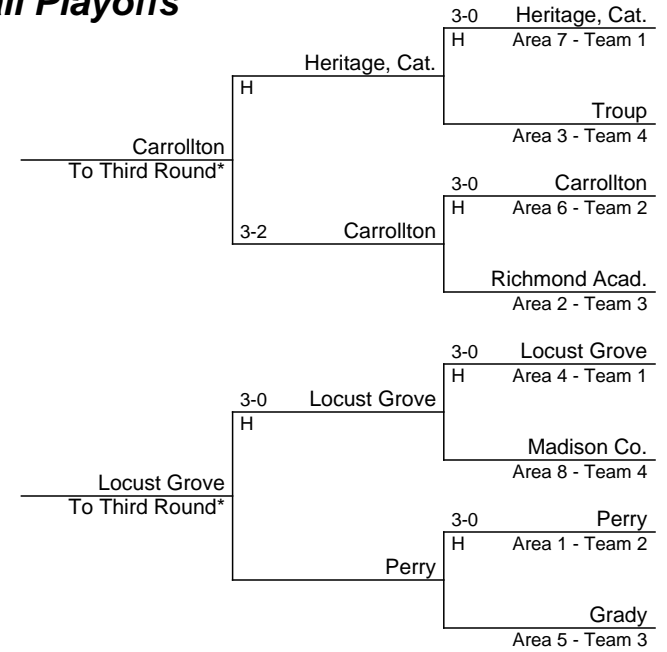 Playoffs
3-0 Heritage, Cat.
H Area 7 - Team 1
Heritage, Cat.
H
Troup
Area 3 - Team 4
Carrollton
To Third Round*
3-0 Carrollton
H Area 6 - Team 2
3-2 Carrollton
Richmond Acad.
Area 2 - Team 3
3-0 Locust Grove
H Area 4 - Team 1
3-0 Locust Grove
H
Madison Co.
Area 8 - Team 4
Locust Grove
To Third Round*
3-0 Perry
H Area 1 - Team 2
Perry
Grady
Area 5 - Team 3